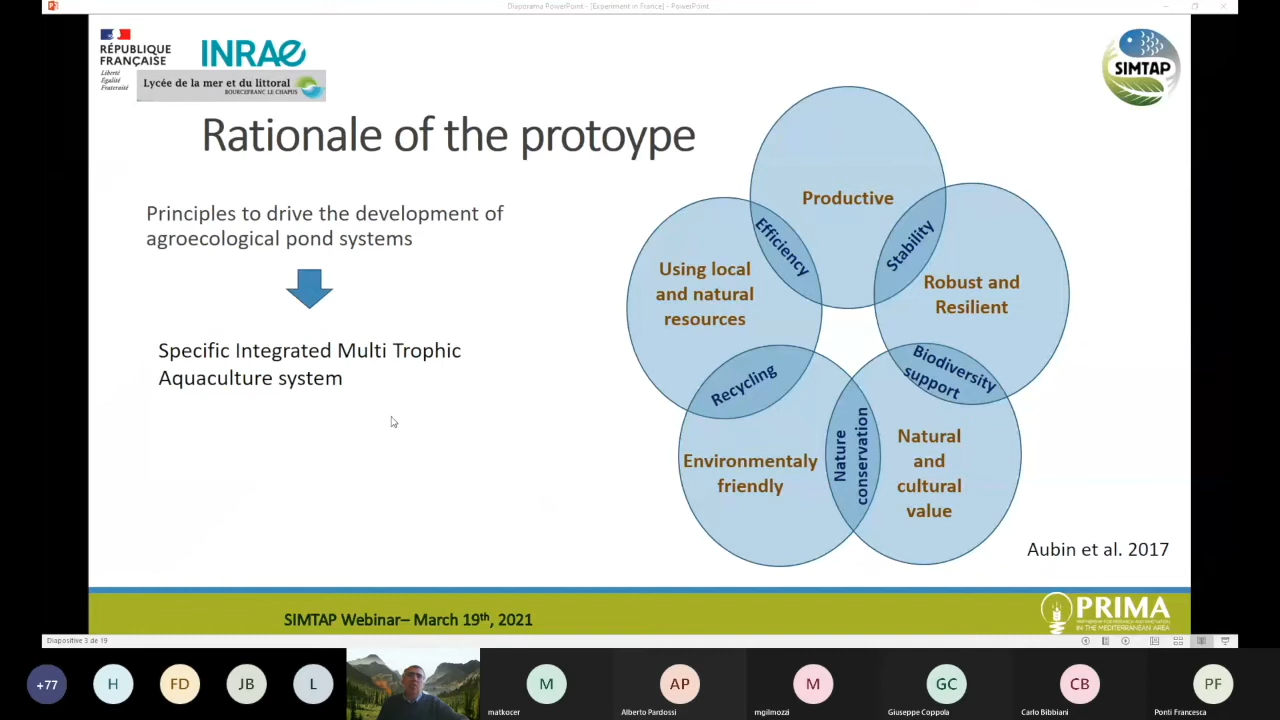 Diaporama PowerPoint - [Experiment in France] - PowerPoint
RÉPUBLIQUE
FRANÇAISE
Liberté
Égalité
Fraternité
INRAE
Lycée de la mer et du littoral
BOURCEFRANC LE CHAPUS
SIMTAP
Rationale of the protoype
Principles to drive the development of
agroecological pond systems
Specific Integrated Multi Trophic
Aquaculture system
Productive
Efficiency
Stability
Using local
and natural
resources
Robust and
Resilient
Recycling
Biodiversity
support
Environmentaly
friendly
Nature
conservation
Natural
and
cultural
value
Aubin et al. 2017
SIMTAP Webinar– March 19th, 2021
PRIMA
PARTNERSHIP FOR RESEARCH AND INNOVATION
IN THE MEDITERRANEAN AREA
Diapositive 3 de 19
+77
H
FD
JB
L
M
matkocer
AP
Alberto Pardossi
M
mgilmozzi
GC
Giuseppe Coppola
CB
Carlo Bibbiani
PF
Ponti Francesca